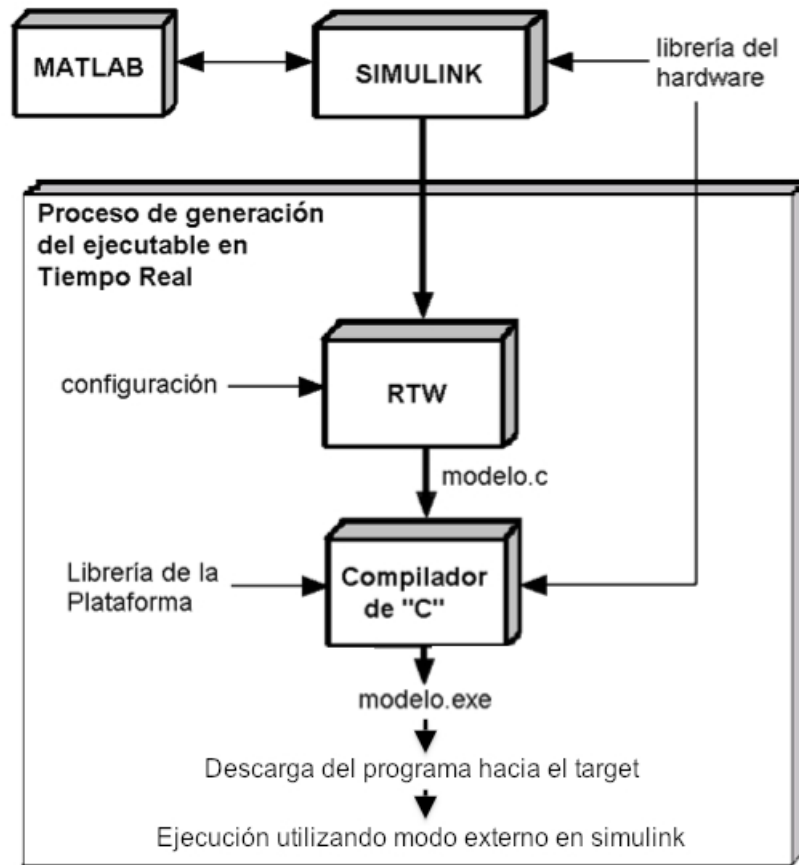 MATLAB
SIMULINK
librería del
hardware
Proceso de generación
del ejecutable en
Tiempo Real
configuración
RTW
modelo.c
Librería de la
Plataforma
Compilador
de "C"
modelo.exe
Descarga del programa hacia el target
Ejecución utilizando modo externo en simulink